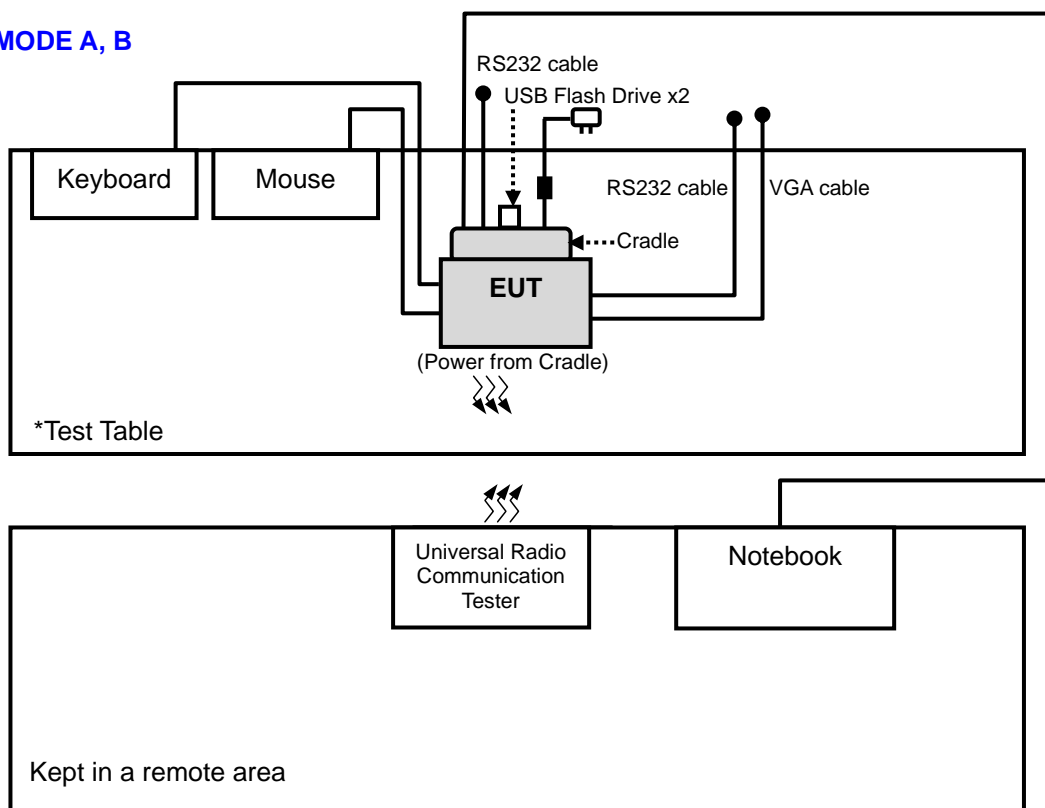 MODE A, B
RS232 cable
USB Flash Drive x2
Keyboard
Mouse
RS232 cable
VGA cable
Cradle
EUT
(Power from Cradle)
*Test Table
Universal Radio
Communication
Tester
Notebook
Kept in a remote area